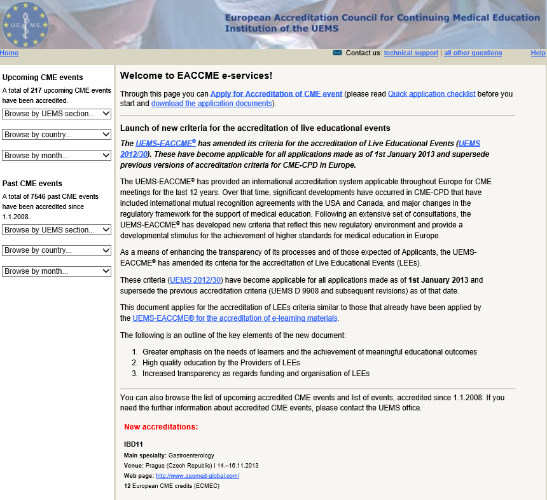 European Accreditation Council for Continuing Medical Education
Institution of the UEMS
Home
Contact us: technical support | all other questions
Help
Upcoming CME events
A total of 217 upcoming CME events
have been accredited.
Browse by UEMS section...
Browse by country...
Browse by month...
Past CME events
A total of 7546 past CME events
have been accredited since
1.1.2008.
Browse by UEMS section...
Browse by country...
Browse by month...
Welcome to EACCME e-services!
Through this page you can Apply for Accreditation of CME event (please read Quick application checklist before you
start and download the application documents).
Launch of new criteria for the accreditation of live educational events
The UEMS-EACCME® has amended its criteria for the accreditation of Live Educational Events (UEMS
2012/30). These have become applicable for all applications made as of 1st January 2013 and supersede
previous versions of accreditation criteria for CME-CPD in Europe.
The UEMS-EACCME® has provided an international accreditation system applicable throughout Europe for CME
meetings for the last 12 years. Over that time, significant developments have occurred in CME-CPD that have
included international mutual recognition agreements with the USA and Canada, and major changes in the
regulatory framework for the support of medical education. Following an extensive set of consultations, the
UEMS-EACCME® has developed new criteria that reflect this new regulatory environment and provide a
developmental stimulus for the achievement of higher standards for medical education in Europe.
As a means of enhancing the transparency of its processes and of those expected of Applicants, the UEMS-
EACCME® has amended its criteria for the accreditation of Live Educational Events (LEEs).
These criteria (UEMS 2012/30) have become applicable for all applications made as of 1st January 2013 and
supersede the previous accreditation criteria (UEMS D 9908 and subsequent revisions) as of that date.
This document applies for the accreditation of LEEs criteria similar to those that already have been applied by
the UEMS-EACCME® for the accreditation of e-learning materials.
The following is an outline of the key elements of the new document:
1. Greater emphasis on the needs of learners and the achievement of meaningful educational outcomes
2. High quality education by the Providers of LEEs
3. Increased transparency as regards funding and organisation of LEEs
You can also browse the list of upcoming accredited CME events and list of events, accredited since 1.1.2008. If you
need the further information about accredited CME events, please contact the UEMS office.
New accreditations:
IBD11
Main specialty: Gastroenterology
Venue: Prague (Czech Republic) | 14.-16.11.2013
Web page: http://www.paomed-global.com/
12 European CME credits (ECMEC)